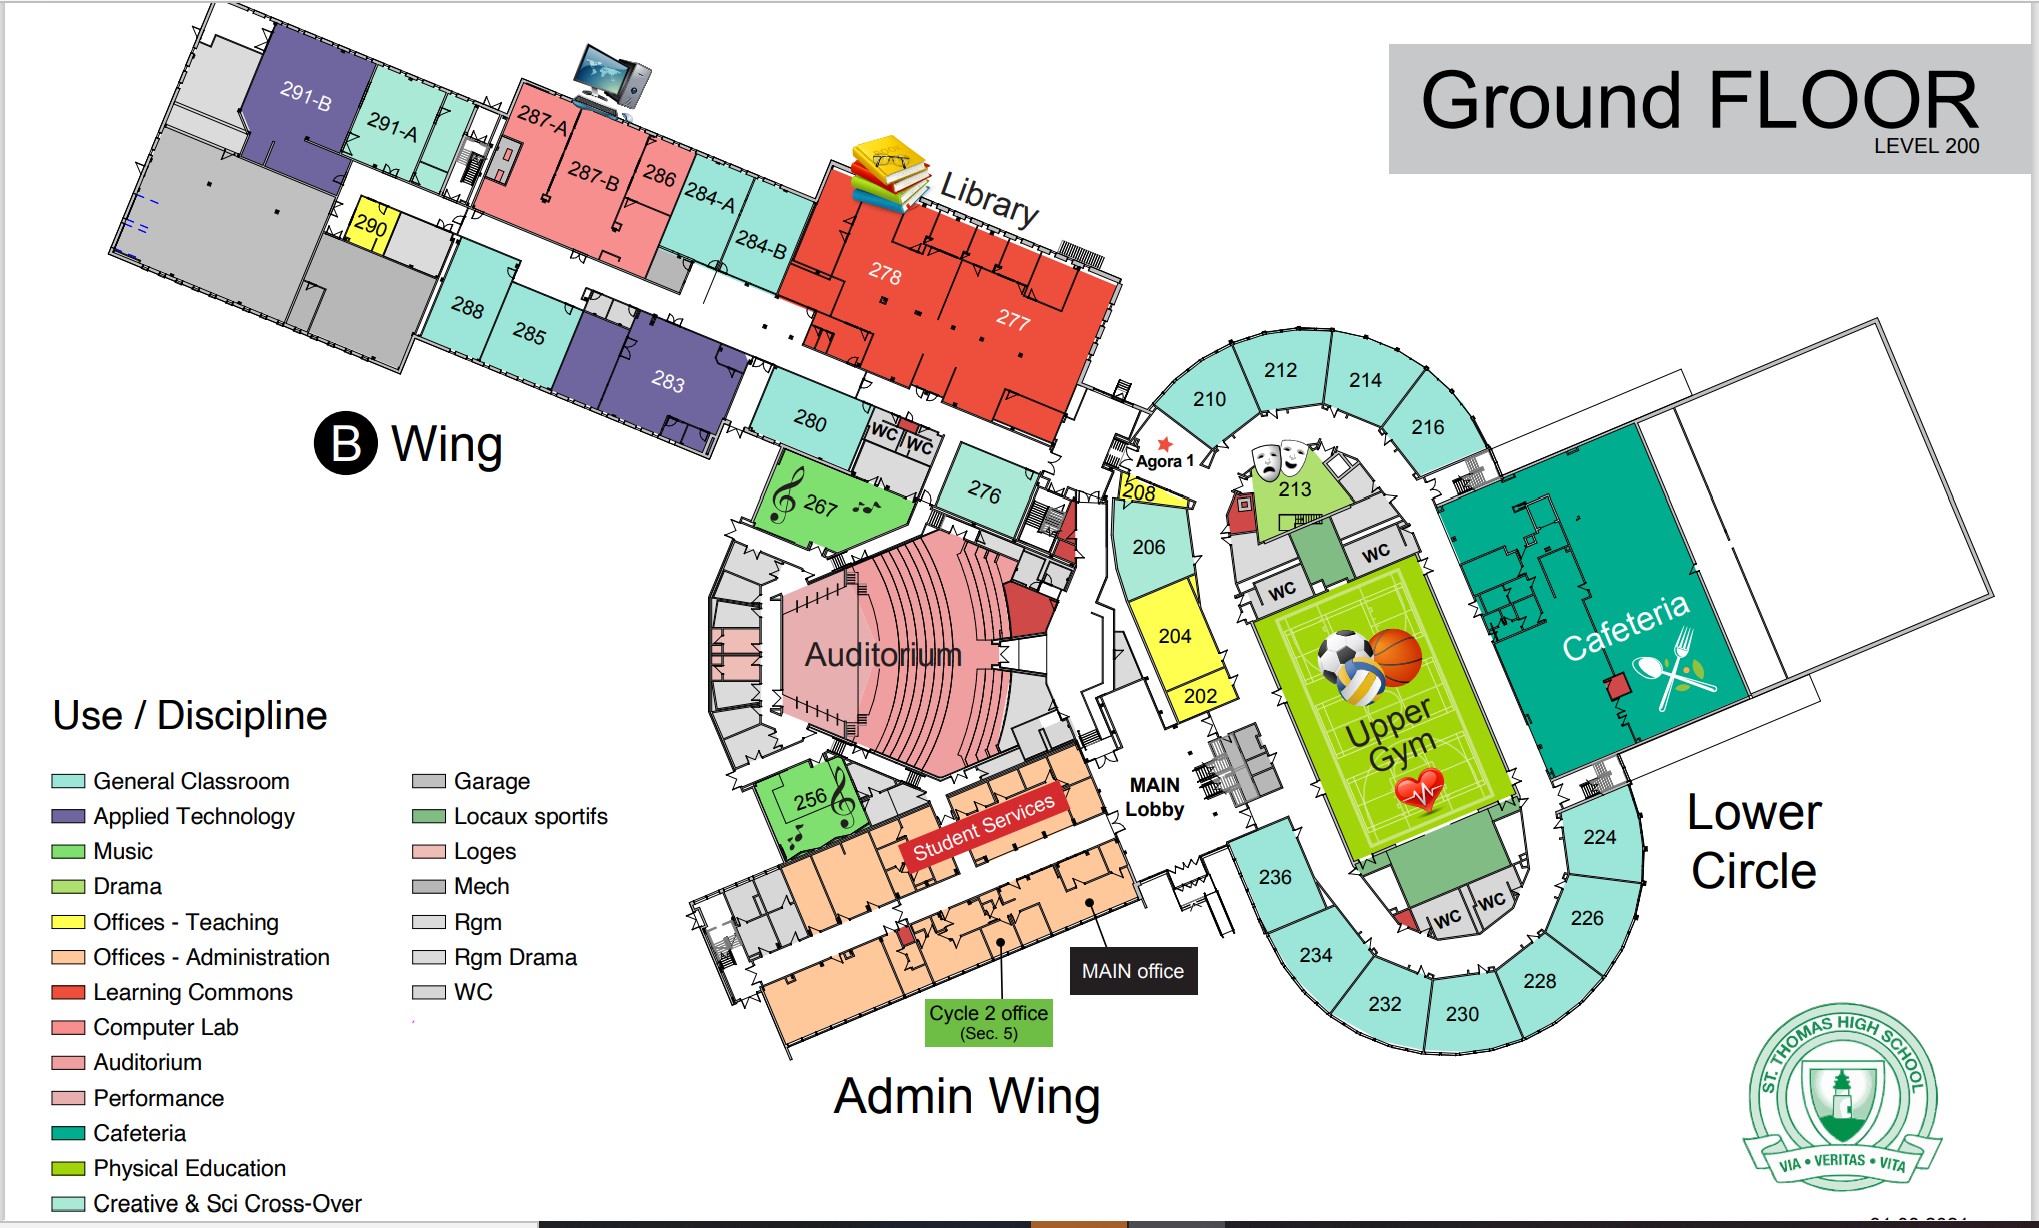 Ground FLOOR
LEVEL 200
291-B
291-A
290
287-A
287-B
286
284-A
284-B
Library
278
277
288
285
283
280
WC
WC
276
267
B Wing
Agora 1
208
206
204
202
210
212
214
216
213
WC
WC
Upper
Gym
Cafeteria
Auditorium
256
Student Services
MAIN
Lobby
236
234
232
230
228
226
224
WC
WC
Lower
Circle
MAIN office
Cycle 2 office
(Sec. 5)
Admin Wing
Use / Discipline
General Classroom
Applied Technology
Music
Drama
Offices - Teaching
Offices - Administration
Learning Commons
Computer Lab
Auditorium
Performance
Cafeteria
Physical Education
Creative & Sci Cross-Over
Garage
Locaux sportifs
Loges
Mech
Rgm
Rgm Drama
WC
ST. THOMAS HIGH SCHOOL
VIA • VERITAS • VITA